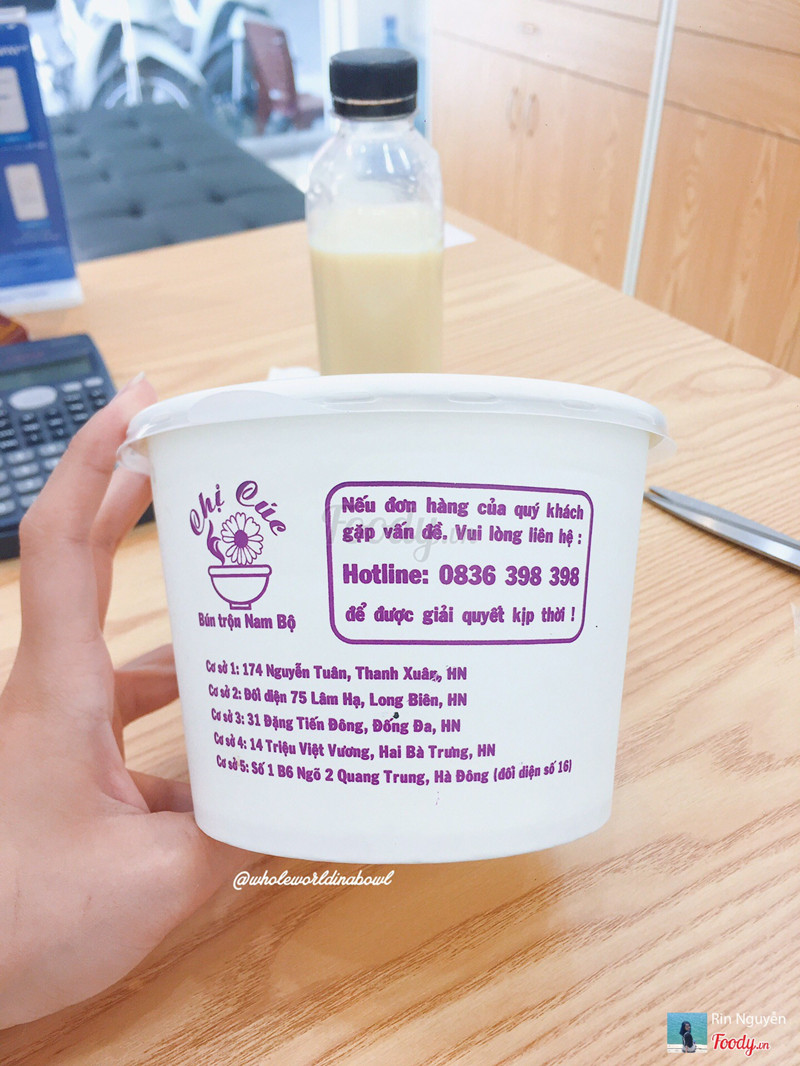 Chị Cúc
Bún trộn Nam Bộ
Nếu đơn hàng của quý khách
gặp vấn đề. Vui lòng liên hệ :
Hotline: 0836 398 398
để được giải quyết kịp thời !
Foody.vn
Cơ sở 1: 174 Nguyễn Tuân, Thanh Xuân, HN
Cơ sở 2: Đối diện 75 Lâm Hạ, Long Biên, HN
Cơ sở 3: 31 Đặng Tiến Đông, Đống Đa, HN
Cơ sở 4: 14 Triệu Việt Vương, Hai Bà Trưng, HN
Cơ sở 5: Số 1 B6 Ngõ 2 Quang Trung, Hà Đông (đối diện số 16)
@wholeworldinabowl
Rin Nguyễn
Foody.vn